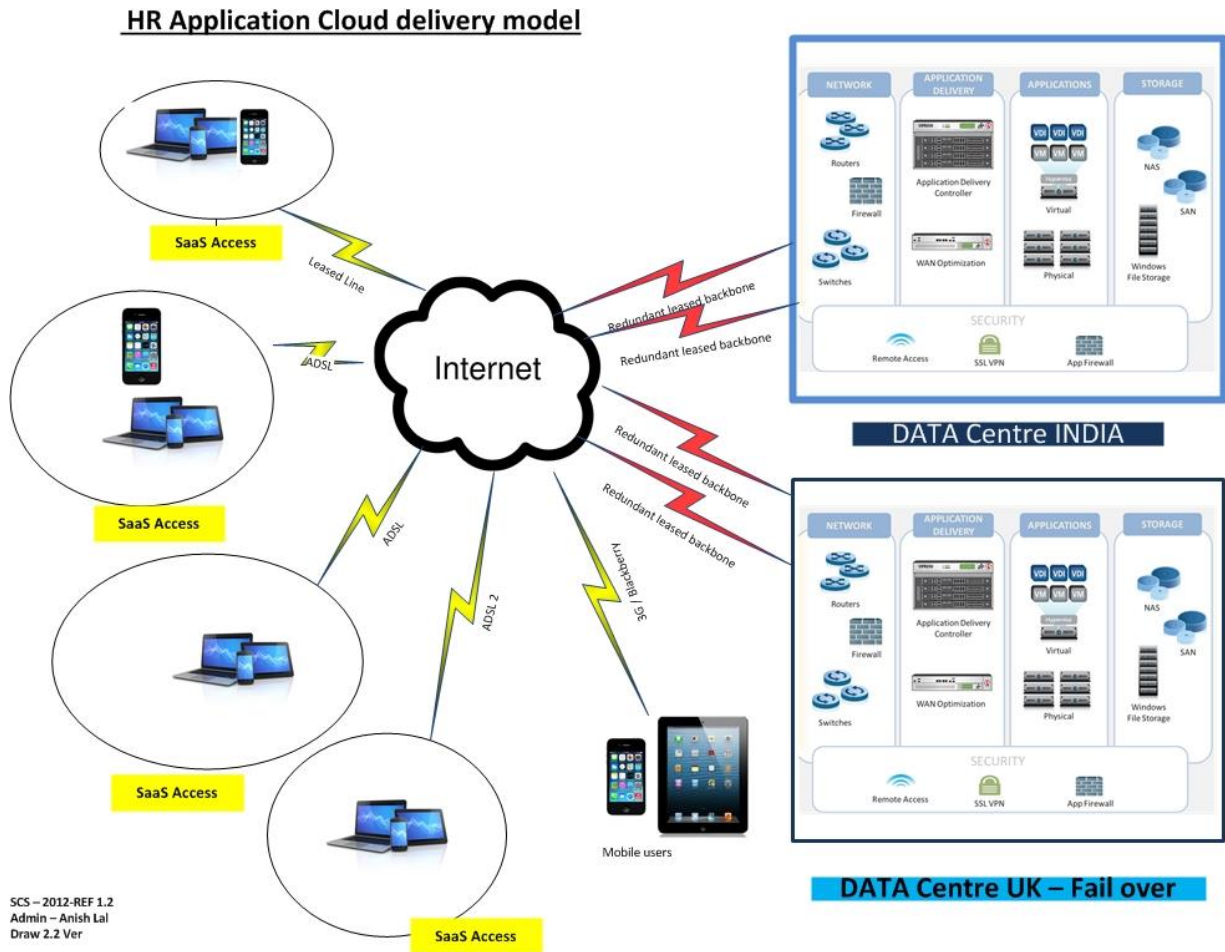 HR Application Cloud delivery model
SaaS Access
Leased Line
ADSL
SaaS Access
ADSL
SaaS Access
ADSL 2
SaaS Access
3G / Blackberry
Mobile users
Internet
Redundant leased backbone
Redundant leased backbone
Redundant leased backbone
Redundant leased backbone
NETWORK
Routers
Firewall
Switches
APPLICATION
DELIVERY
Application Delivery
Controller
WAN Optimization
APPLICATIONS
VDI VDI VDI
VM VM VM
Virtual
Physical
STORAGE
NAS
SAN
Windows
File Storage
SECURITY
Remote Access
SSL VPN
App Firewall
DATA Centre INDIA
NETWORK
Routers
Firewall
Switches
APPLICATION
DELIVERY
Application Delivery
Controller
WAN Optimization
APPLICATIONS
VDI VDI VDI
VM VM VM
Virtual
Physical
STORAGE
NAS
SAN
Windows
File Storage
SECURITY
Remote Access
SSL VPN
App Firewall
DATA Centre UK – Fail over
SCS – 2012-REF 1.2
Admin – Anish Lal
Draw 2.2 Ver